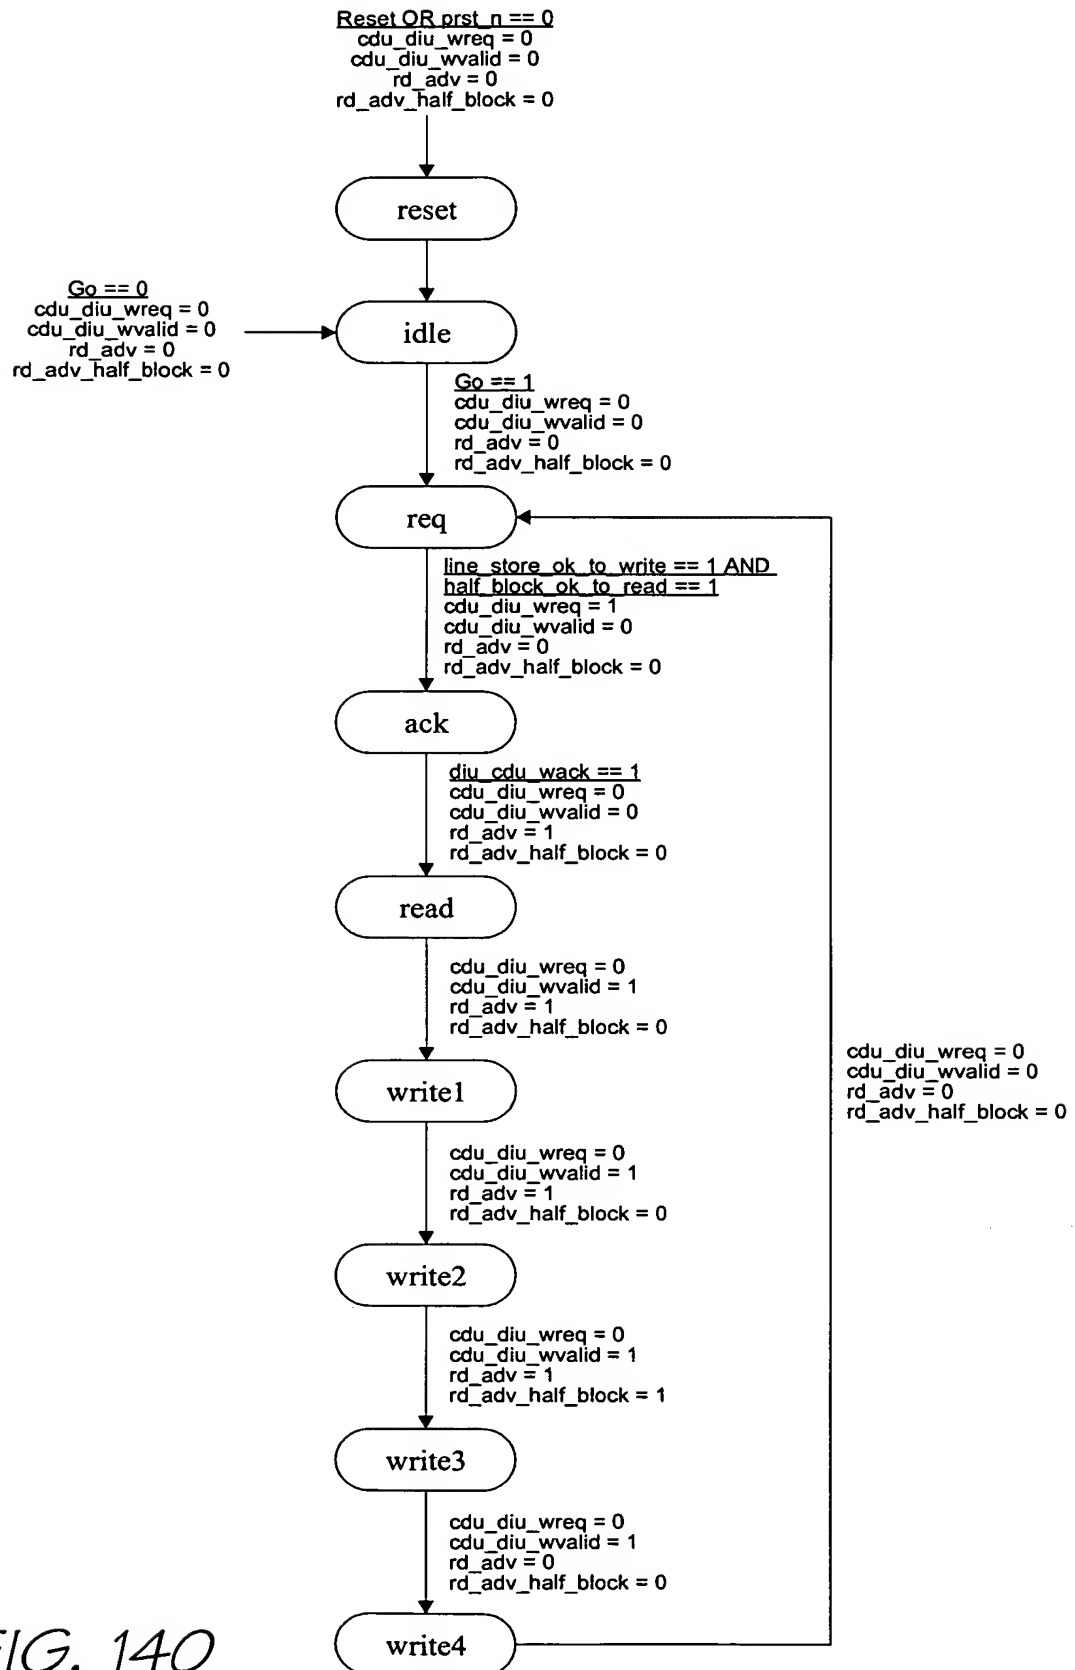 Reset OR prst_n == 0
cdu_diu_wreq = 0
cdu_diu_wvalid = 0
rd_adv = 0
rd_adv_half_block = 0
reset
Go == 0
cdu_diu_wreq = 0
cdu_diu_wvalid = 0
rd_adv = 0
rd_adv_half_block = 0
idle
Go == 1
cdu_diu_wreq = 0
cdu_diu_wvalid = 0
rd_adv = 0
rd_adv_half_block = 0
req
line_store_ok_to_write == 1 AND
half_block_ok_to_read == 1
cdu_diu_wreq = 1
cdu_diu_wvalid = 0
rd_adv = 0
rd_adv_half_block = 0
ack
diu_cdu_wack == 1
cdu_diu_wreq = 0
cdu_diu_wvalid = 0
rd_adv = 1
rd_adv_half_block = 0
read
cdu_diu_wreq = 0
cdu_diu_wvalid = 1
rd_adv = 1
rd_adv_half_block = 0
cdu_diu_wreq = 0
cdu_diu_wvalid = 0
rd_adv = 0
rd_adv_half_block = 0
write1
cdu_diu_wreq = 0
cdu_diu_wvalid = 1
rd_adv = 1
rd_adv_half_block = 0
write2
cdu_diu_wreq = 0
cdu_diu_wvalid = 1
rd_adv = 1
rd_adv_half_block = 1
write3
cdu_diu_wreq = 0
cdu_diu_wvalid = 1
rd_adv = 0
rd_adv_half_block = 0
write4
FIG. 140